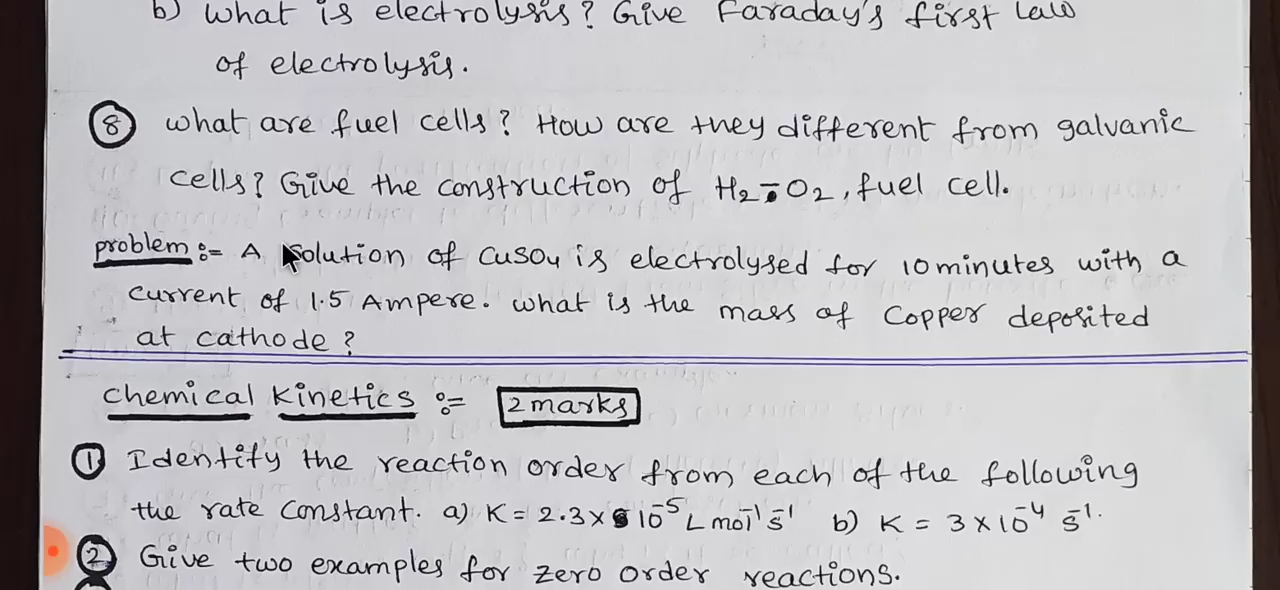 b) What is electrolysis? Give Faraday's first Law
of electrolysis.
⑧ What are fuel cells? How are they different from galvanic
cells? Give the construction of H₂-O₂, fuel cell.
problem :- A Solution of CuSO₄ is electrolysed for 10 minutes with a
current of 1.5 Ampere. What is the mass of Copper deposited
at cathode?
Chemical Kinetics :- 2 marks
① Identify the reaction order from each of the following
the rate constant. a) K = 2.3 × 10⁻⁵ L mol⁻¹ s⁻¹ b) K = 3 × 10⁻⁴ s⁻¹.
② Give two examples for zero order reactions.